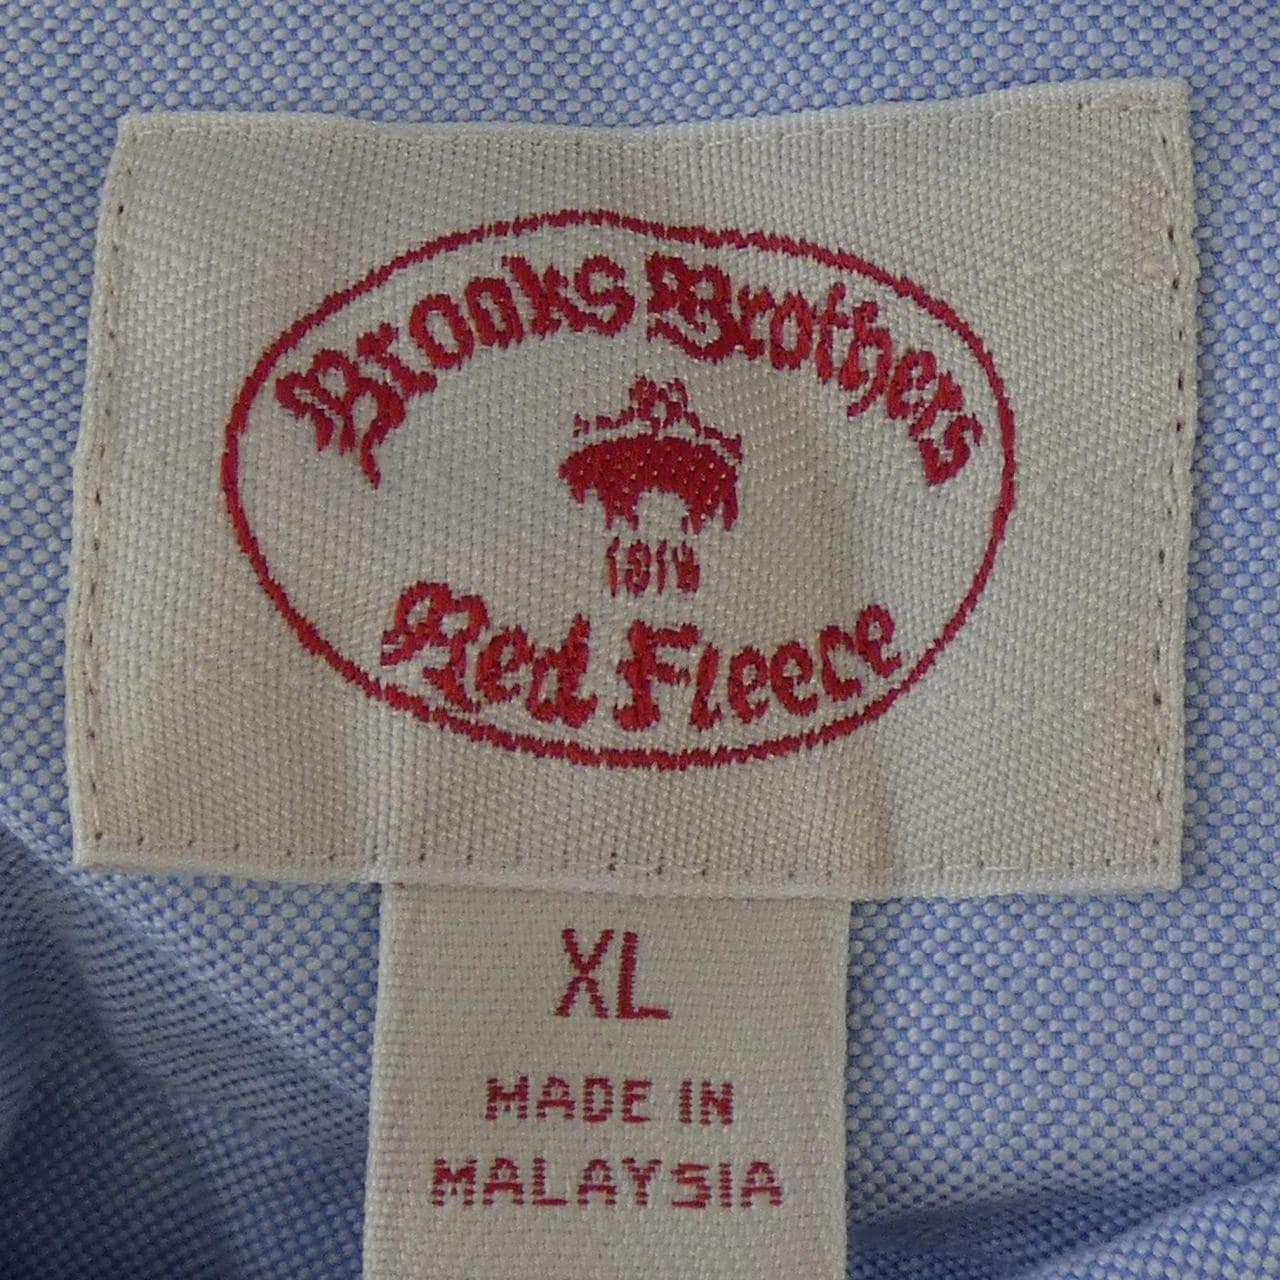 Brooks Brothers
1818
Red Fleece
XL
MADE IN
MALAYSIA